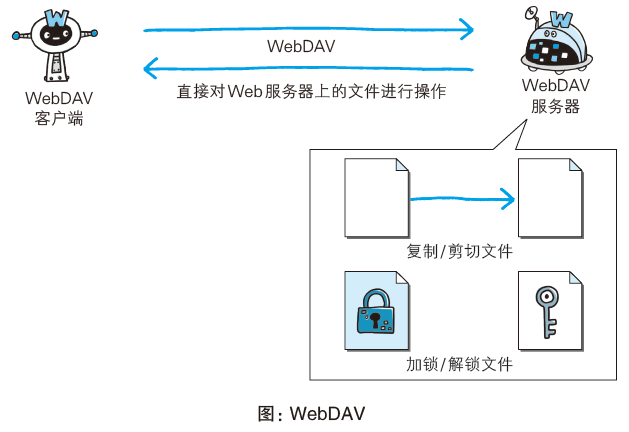 W
W
WebDAV
WebDAV
客户端
直接对Web服务器上的文件进行操作
WebDAV
服务器
复制/剪切文件
加锁/解锁文件
图: WebDAV